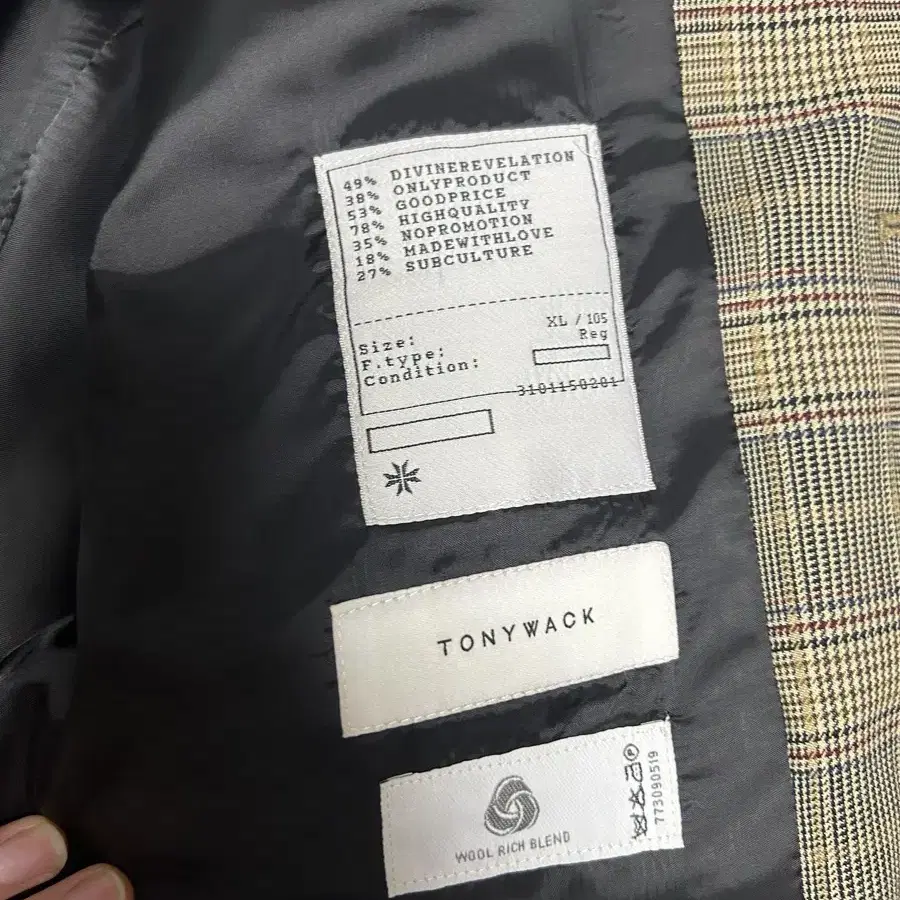 49% DIVINEREVELATION
38% ONLYPRODUCT
53% GOODPRICE
78% HIGHQUALITY
35% NOPROMOTION
18% MADEWITHLOVE
27% SUBCULTURE
Size: XL / 105
F.type: Reg
Condition:
3101150201
TONYWACK
WOOL RICH BLEND
P
773090519